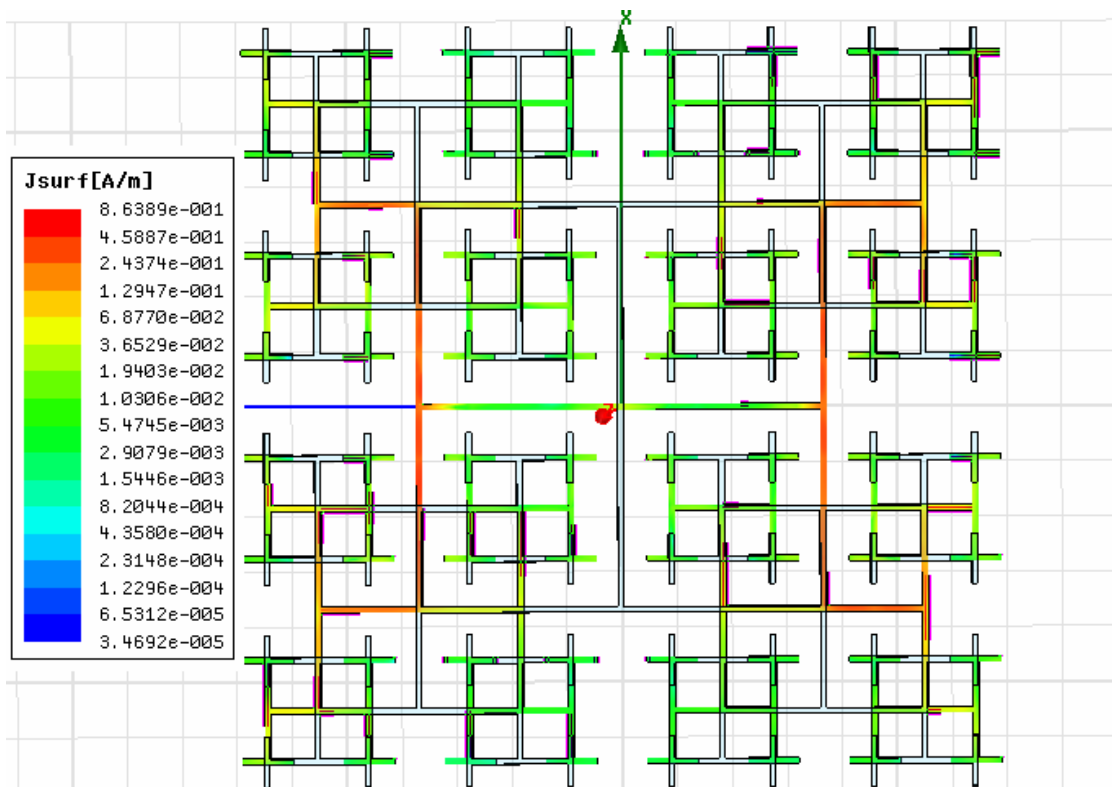 X
Jsurf[A/m]
8.6389e-001
4.5887e-001
2.4374e-001
1.2947e-001
6.8770e-002
3.6529e-002
1.9403e-002
1.0306e-002
5.4745e-003
2.9079e-003
1.5446e-003
8.2044e-004
4.3580e-004
2.3148e-004
1.2296e-004
6.5312e-005
3.4692e-005